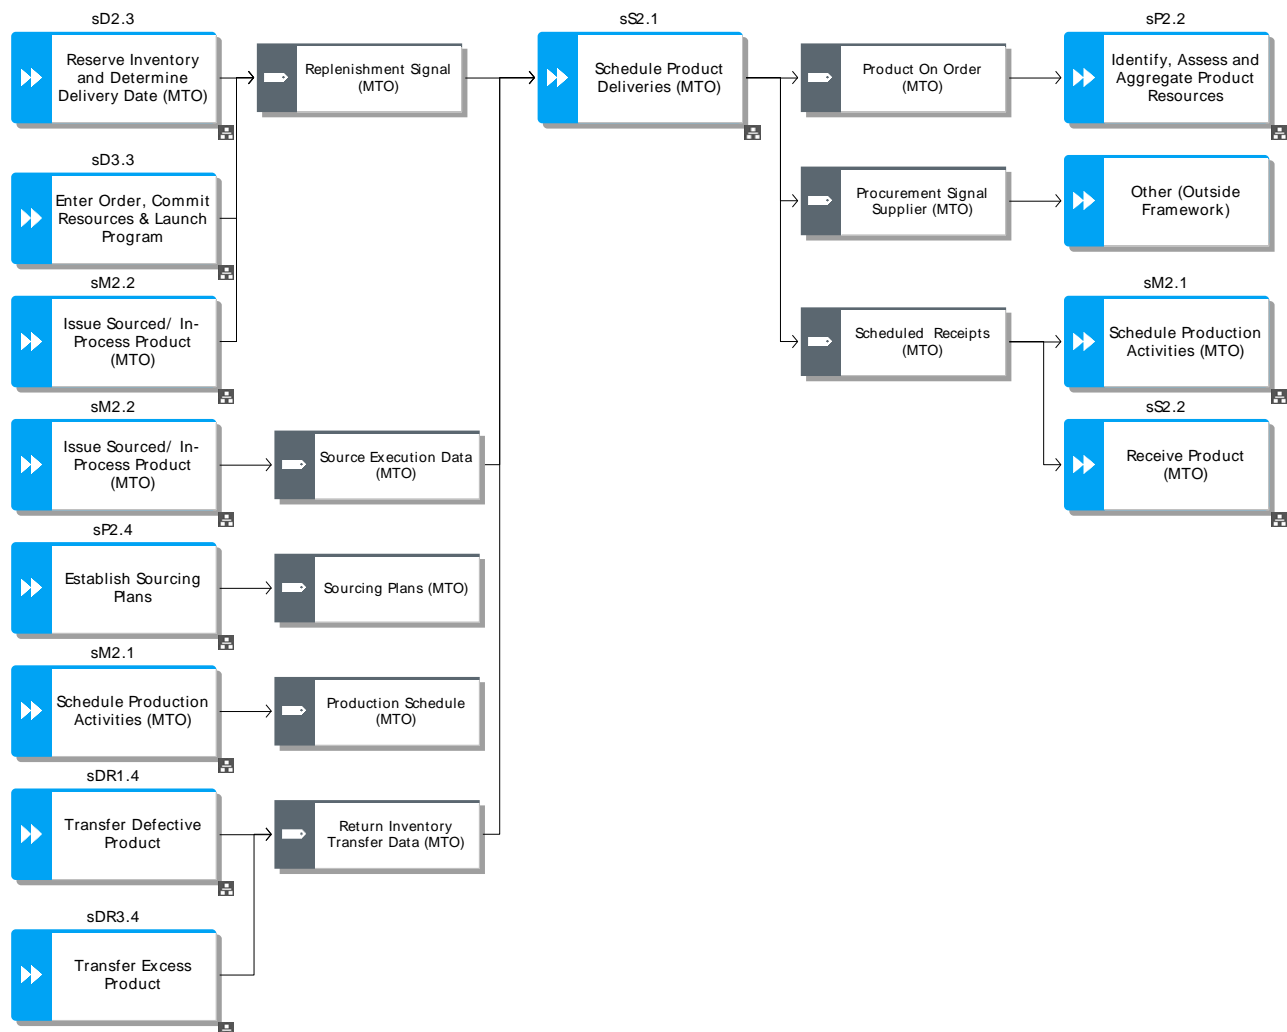 sD2.3
Reserve Inventory
and Determine
Delivery Date (MTO)
Replenishment Signal
(MTO)
sS2.1
Schedule Product
Deliveries (MTO)
Product On Order
(MTO)
sP2.2
Identify, Assess and
Aggregate Product
Resources
sD3.3
Enter Order, Commit
Resources & Launch
Program
Procurement Signal
Supplier (MTO)
Other (Outside
Framework)
sM2.2
Issue Sourced/ In-
Process Product
(MTO)
Scheduled Receipts
(MTO)
sM2.1
Schedule Production
Activities (MTO)
sM2.2
Issue Sourced/ In-
Process Product
(MTO)
Source Execution Data
(MTO)
sS2.2
Receive Product
(MTO)
sP2.4
Establish Sourcing
Plans
Sourcing Plans (MTO)
sM2.1
Schedule Production
Activities (MTO)
Production Schedule
(MTO)
sDR1.4
Transfer Defective
Product
Return Inventory
Transfer Data (MTO)
sDR3.4
Transfer Excess
Product